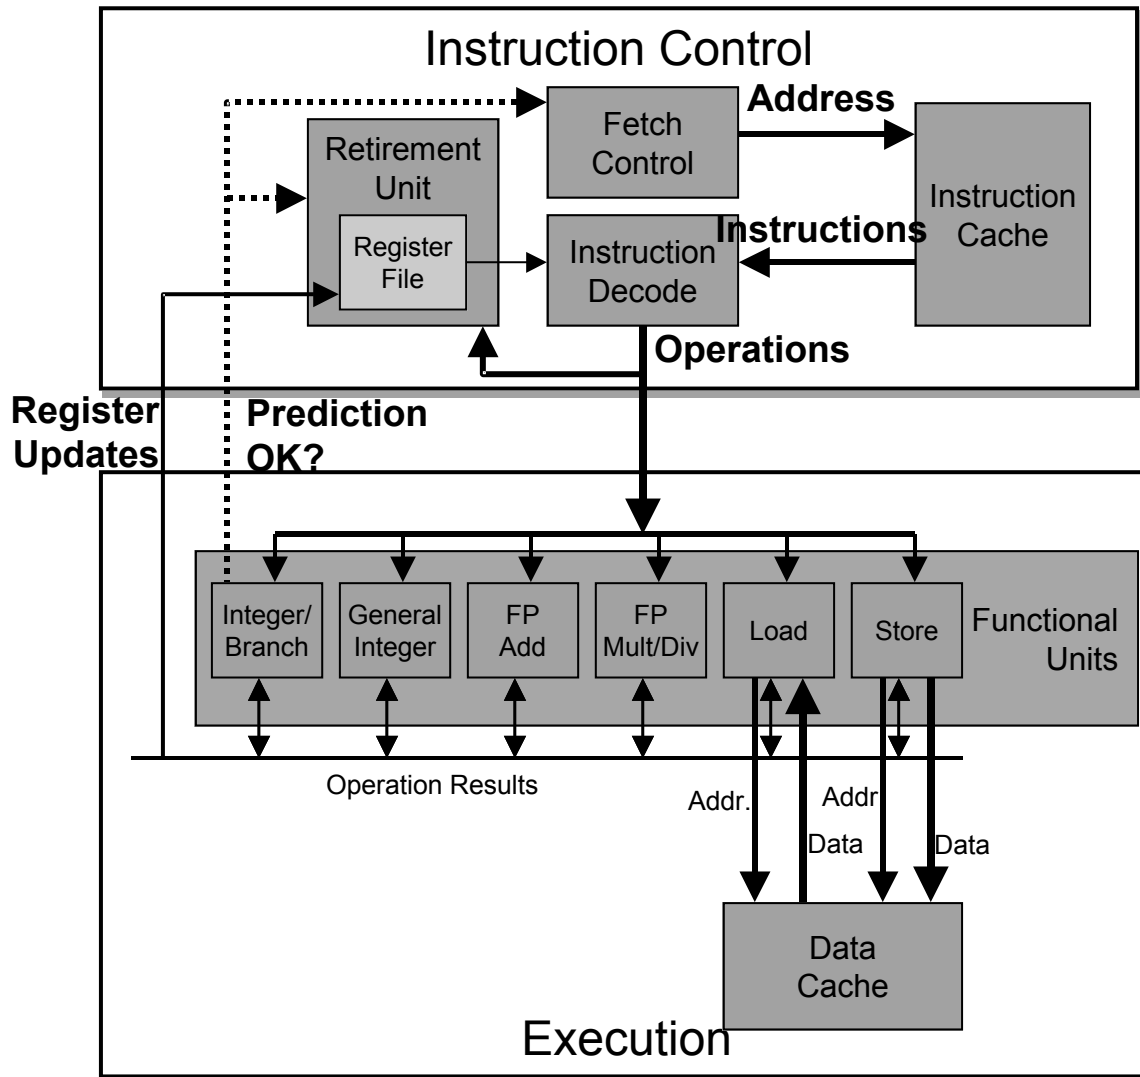 Instruction Control
Address
Fetch
Control
Retirement
Unit
Instruction
Cache
Register
File
Instruction
Decode
Instructions
Operations
Register
Updates
Prediction
OK?
Integer/
Branch
General
Integer
FP
Add
FP
Mult/Div
Load
Store
Functional
Units
Operation Results
Addr.
Addr
Data
Data
Data
Cache
Execution